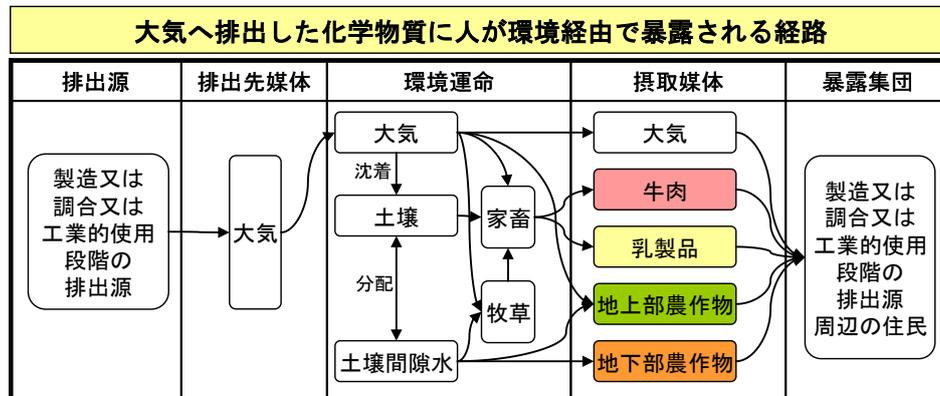 大気へ排出した化学物質に人が環境経由で暴露される経路
排出源
排出先媒体
環境運命
摂取媒体
暴露集団
製造又は
調合又は
工業的使用
段階の
排出源
大気
大気
沈着
土壌
分配
土壌間隙水
家畜
牧草
大気
牛肉
乳製品
地上部農作物
地下部農作物
製造又は
調合又は
工業的使用
段階の
排出源
周辺の住民